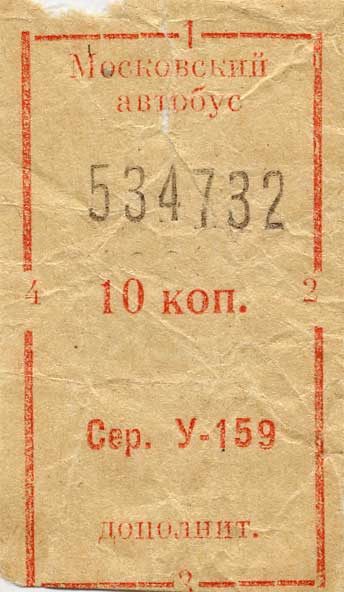 1
Московский
автобус
534732
4 10 коп. 2
Сер. У-159
дополнит.
3